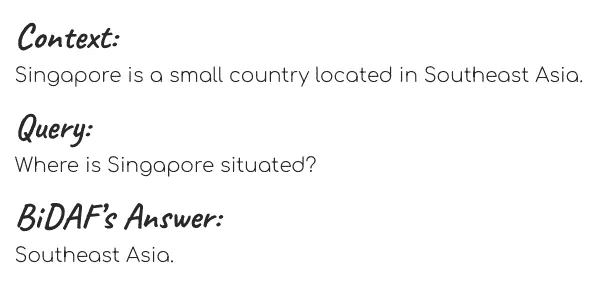 Context:
Singapore is a small country located in Southeast Asia.
Query:
Where is Singapore situated?
BiDAF's Answer:
Southeast Asia.